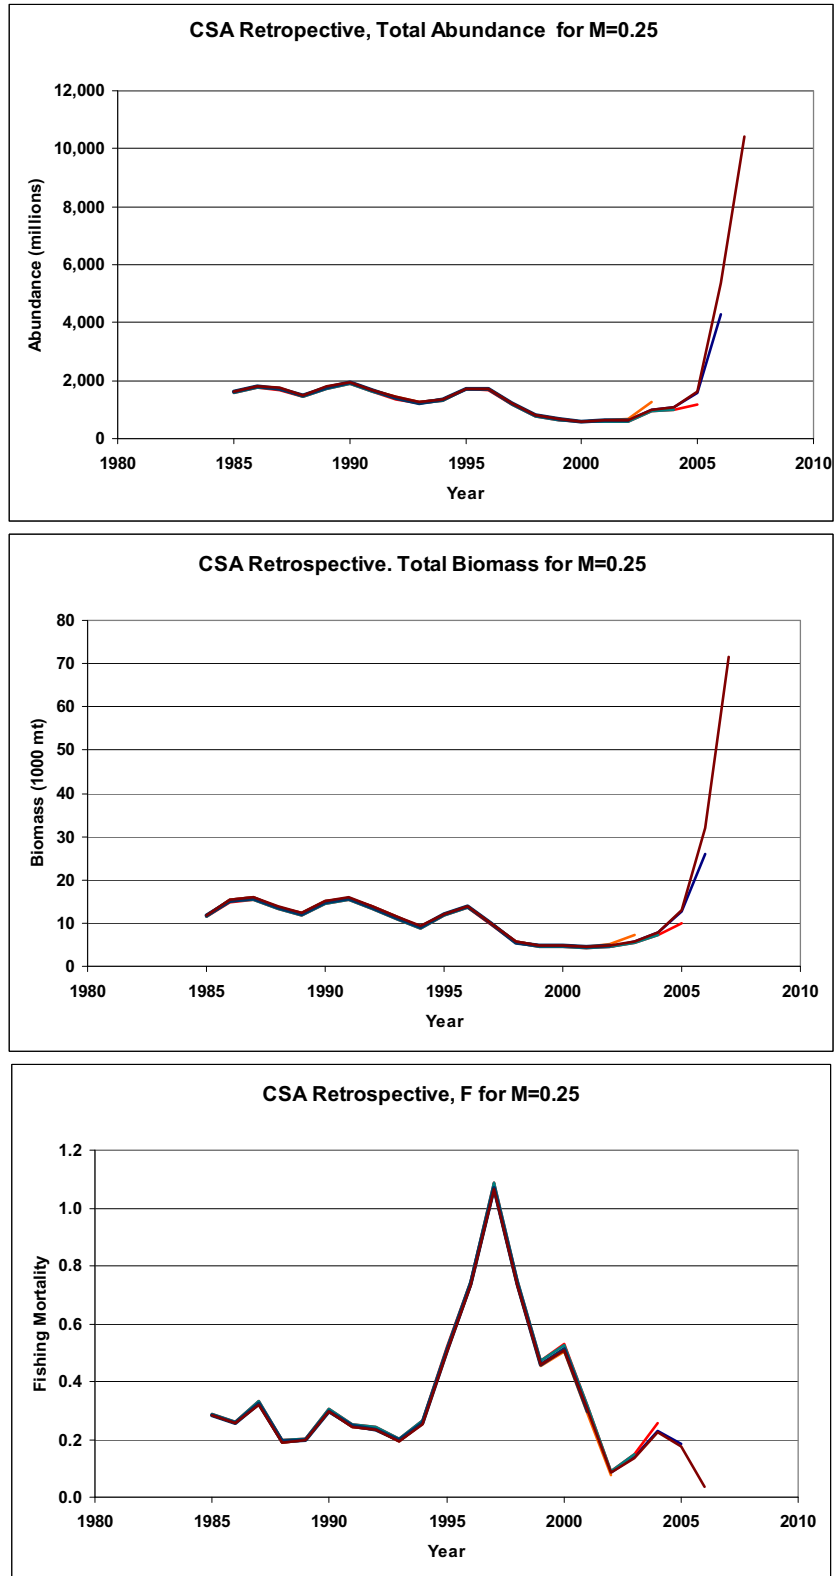 CSA Retropective, Total Abundance for M=0.25
12,000
10,000
8,000
6,000
4,000
2,000
0
Abundance (millions)
1980 1985 1990 1995 2000 2005 2010
Year
CSA Retrospective. Total Biomass for M=0.25
80
70
60
50
40
30
20
10
0
Biomass (1000 mt)
1980 1985 1990 1995 2000 2005 2010
Year
CSA Retrospective, F for M=0.25
1.2
1.0
0.8
0.6
0.4
0.2
0.0
Fishing Mortality
1980 1985 1990 1995 2000 2005 2010
Year